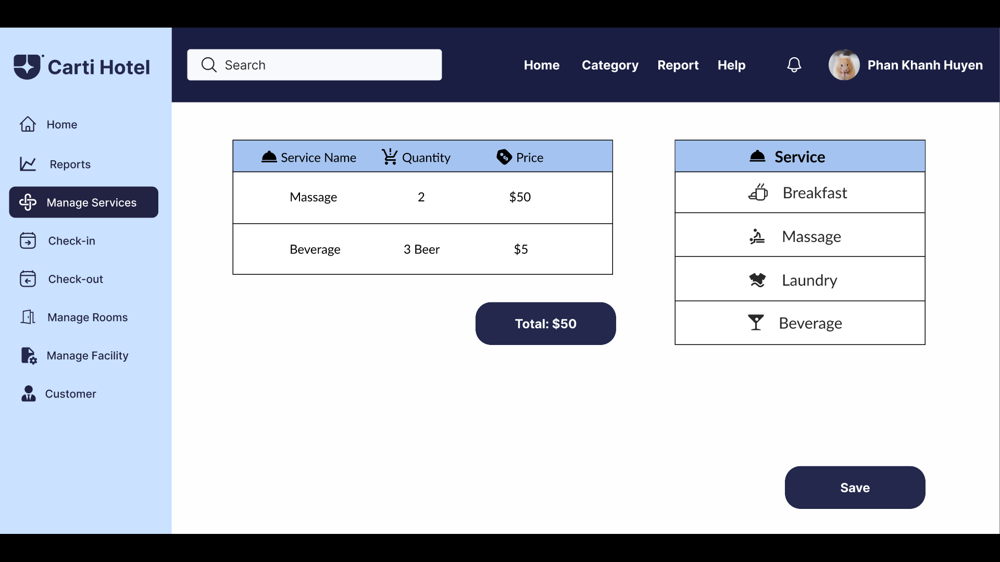 Carti Hotel
Search
Home Category Report Help
Phan Khanh Huyen
Home
Reports
Manage Services
Check-in
Check-out
Manage Rooms
Manage Facility
Customer
Service Name Quantity Price
Massage 2 $50
Beverage 3 Beer $5
Total: $50
Service
Breakfast
Massage
Laundry
Beverage
Save